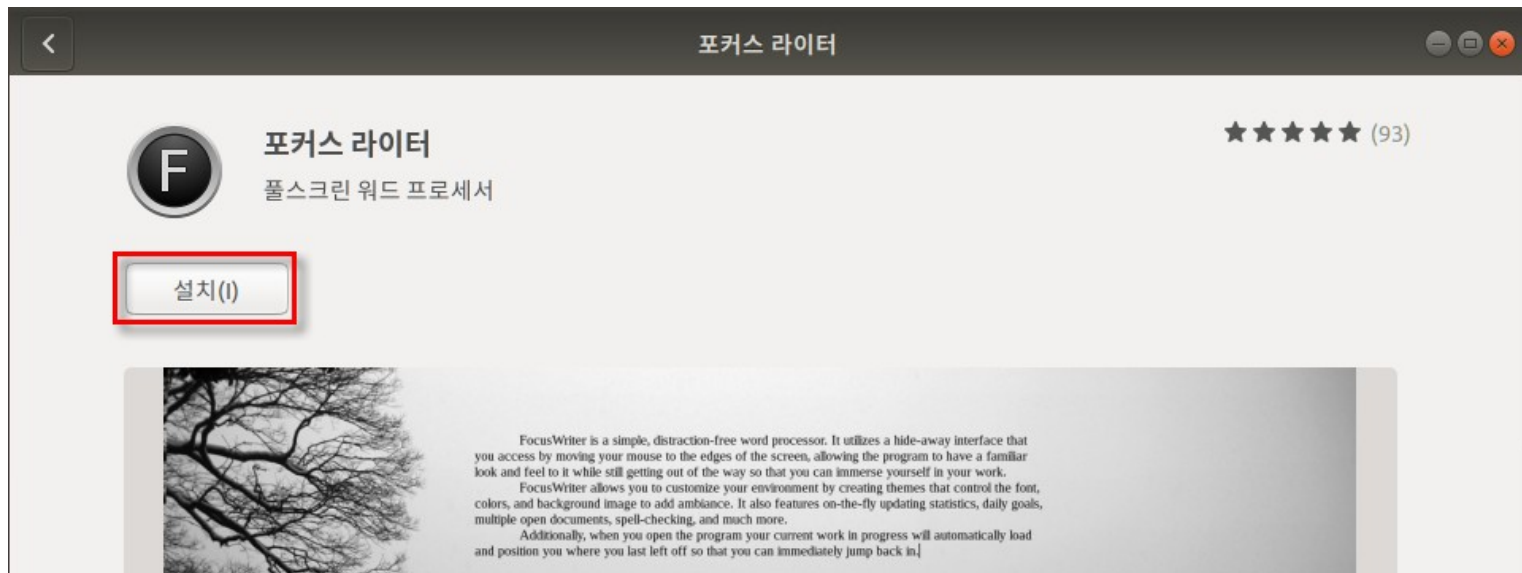 포커스 라이터
포커스 라이터
★★★★★ (93)
풀스크린 워드 프로세서
설치(I)
FocusWriter is a simple, distraction-free word processor. It utilizes a hide-away interface that
you access by moving your mouse to the edges of the screen, allowing the program to have a familiar
look and feel to it while still getting out of the way so that you can immerse yourself in your work.
FocusWriter allows you to customize your environment by creating themes that control the font,
colors, and background image to add ambiance. It also features on-the-fly updating statistics, daily goals,
multiple open documents, spell-checking, and much more.
Additionally, when you open the program your current work in progress will automatically load
and position you where you last left off so that you can immediately jump back in.